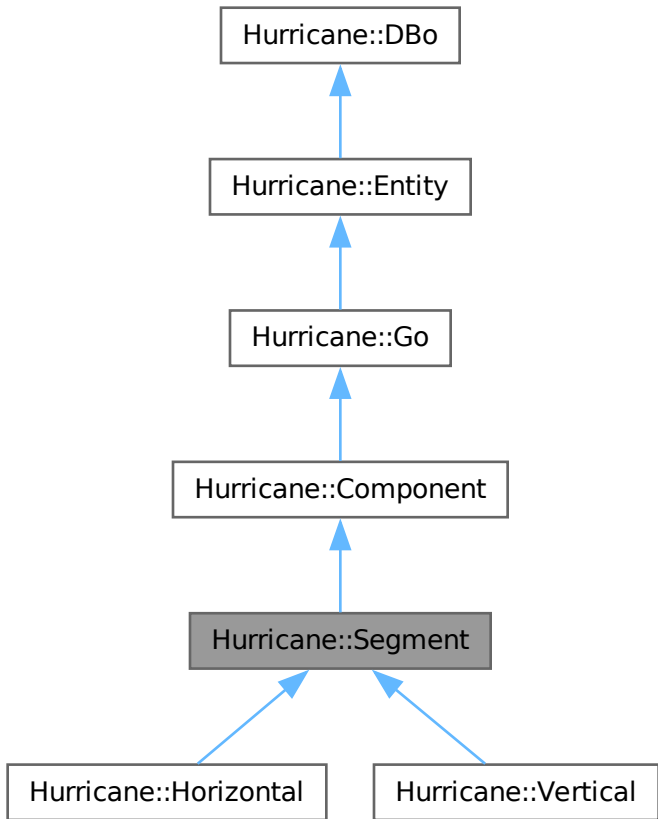 Hurricane::DBo
Hurricane::Entity
Hurricane::Go
Hurricane::Component
Hurricane::Segment
Hurricane::Horizontal
Hurricane::Vertical